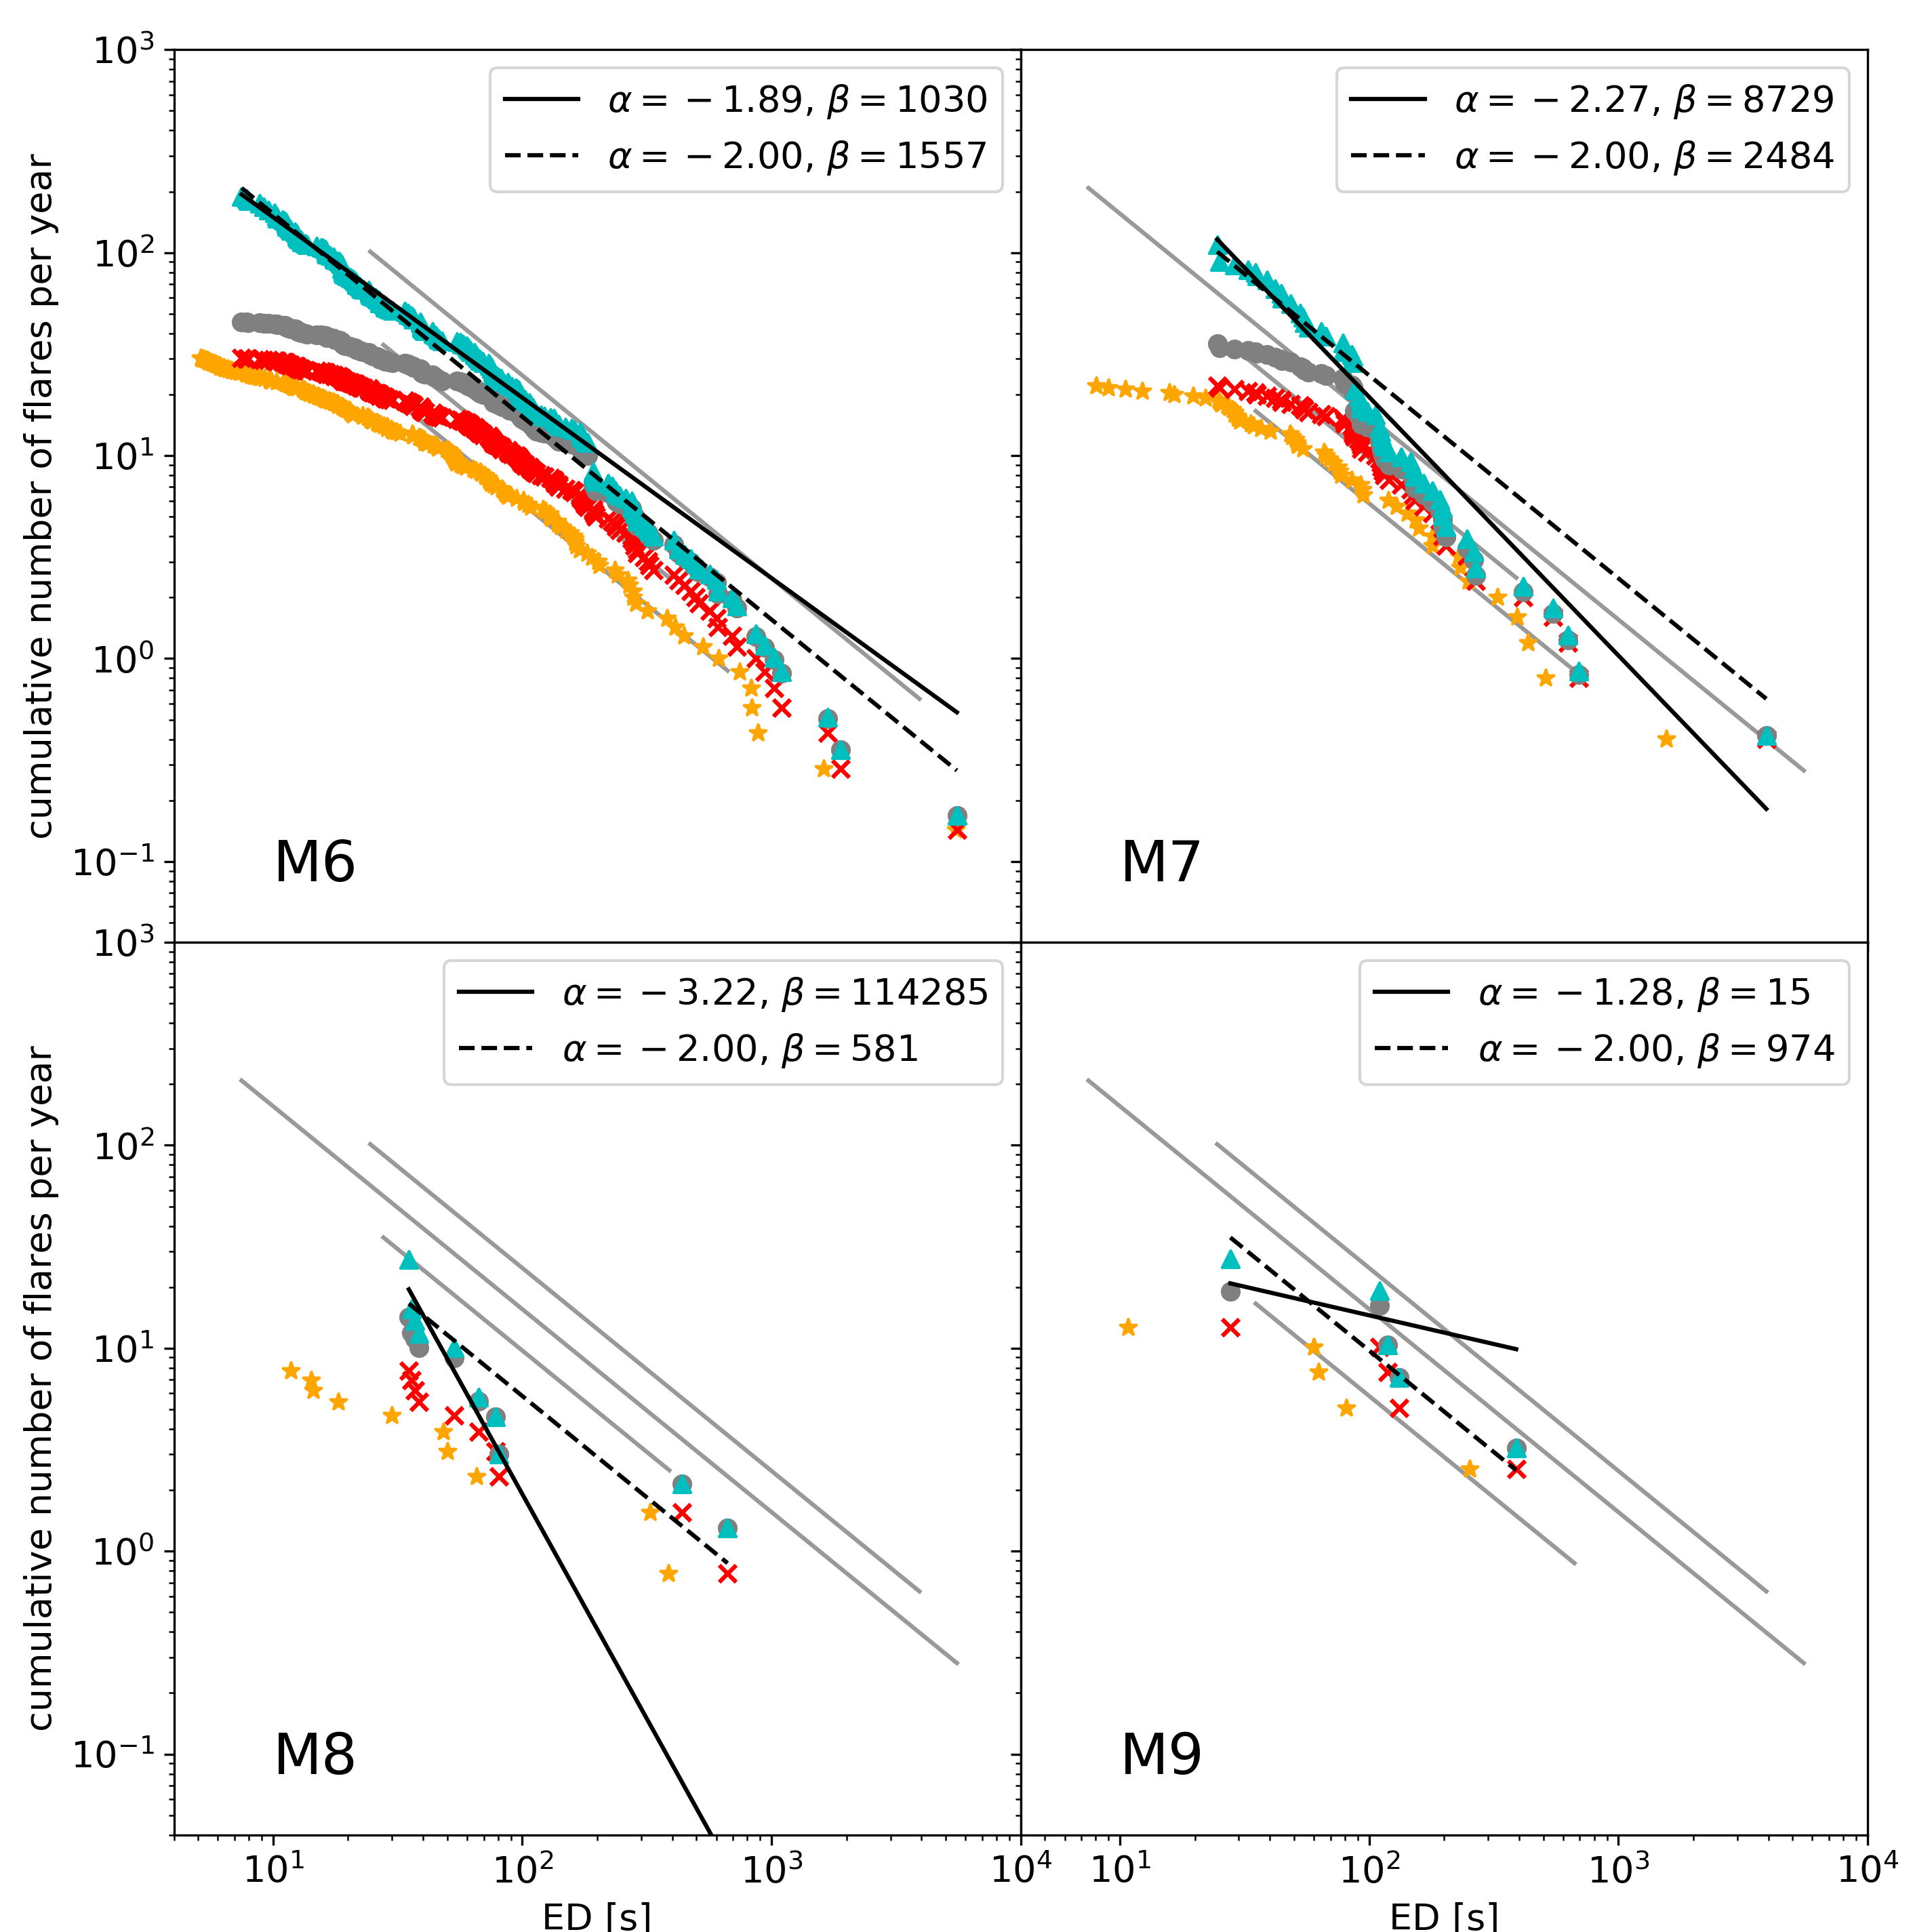 10³
α = −1.89, β = 1030
α = −2.00, β = 1557
α = −2.27, β = 8729
α = −2.00, β = 2484
10²
10¹
10⁰
10⁻¹
cumulative number of flares per year
M6
M7
10³
α = −3.22, β = 114285
α = −2.00, β = 581
α = −1.28, β = 15
α = −2.00, β = 974
10²
10¹
10⁰
10⁻¹
cumulative number of flares per year
M8
M9
10¹ 10² 10³ 10⁴ 10¹ 10² 10³ 10⁴
ED [s] ED [s]